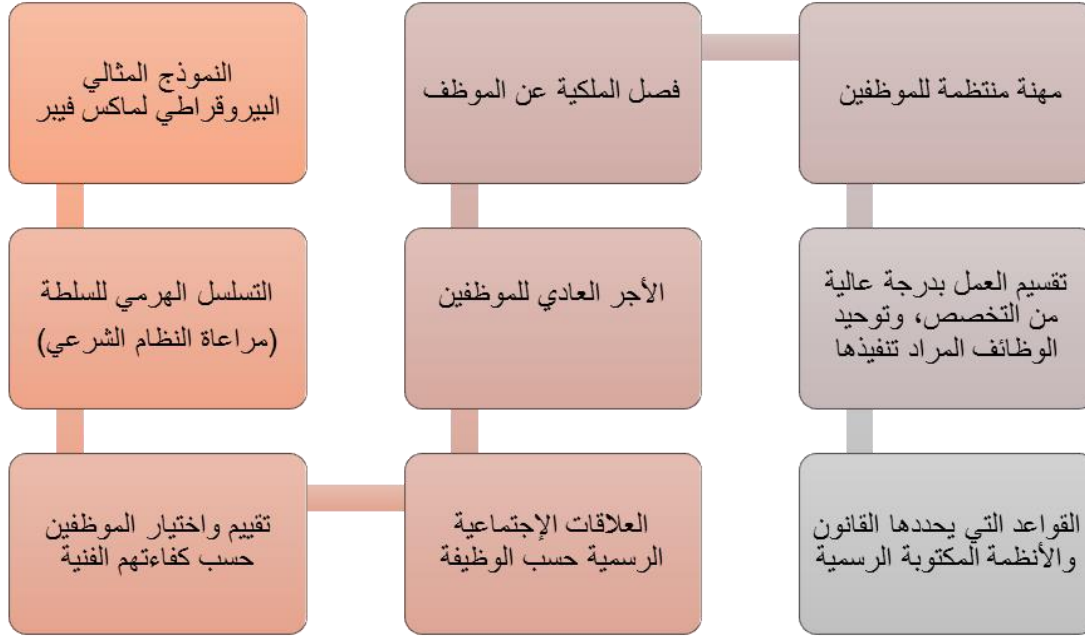 النموذج المثالي
البيروقراطي لماكس فيبر
التسلسل الهرمي للسلطة
(مراعاة النظام الشرعي)
تقييم واختيار الموظفين
حسب كفاءتهم الفنية
العلاقات الإجتماعية
الرسمية حسب الوظيفة
الأجر العادي للموظفين
فصل الملكية عن الموظف
مهنة منتظمة للموظفين
تقسيم العمل بدرجة عالية
من التخصص، وتوحيد
الوظائف المراد تنفيذها
القواعد التي يحددها القانون
والأنظمة المكتوبة الرسمية